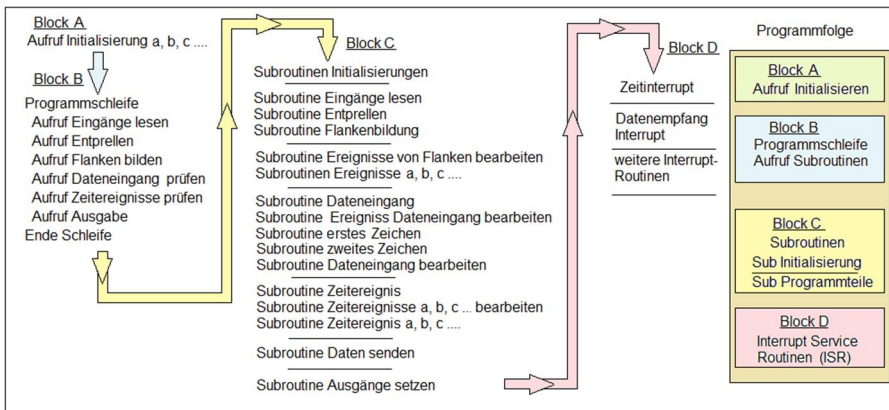 Block A
Aufruf Initialisierung a, b, c ....
Block B
Programmschleife
Aufruf Eingänge lesen
Aufruf Entprellen
Aufruf Flanken bilden
Aufruf Dateneingang prüfen
Aufruf Zeitereignisse prüfen
Aufruf Ausgabe
Ende Schleife
Block C
Subroutinen Initialisierungen
Subroutine Eingänge lesen
Subroutine Entprellen
Subroutine Flankenbildung
Subroutine Ereignisse von Flanken bearbeiten
Subroutinen Ereignisse a, b, c ....
Subroutine Dateneingang
Subroutine Ereigniss Dateneingang bearbeiten
Subroutine erstes Zeichen
Subroutine zweites Zeichen
Subroutine Dateneingang bearbeiten
Subroutine Zeitereignis
Subroutine Zeitereignisse a, b, c ... bearbeiten
Subroutine Zeitereignis a, b, c ....
Subroutine Daten senden
Subroutine Ausgänge setzen
Block D
Zeitinterrupt
Datenempfang
Interrupt
weitere Interrupt-
Routinen
Programmfolge
Block A
Aufruf Initialisieren
Block B
Programmschleife
Aufruf Subroutinen
Block C
Subroutinen
Sub Initialisierung
Sub Programmteile
Block D
Interrupt Service
Routinen (ISR)